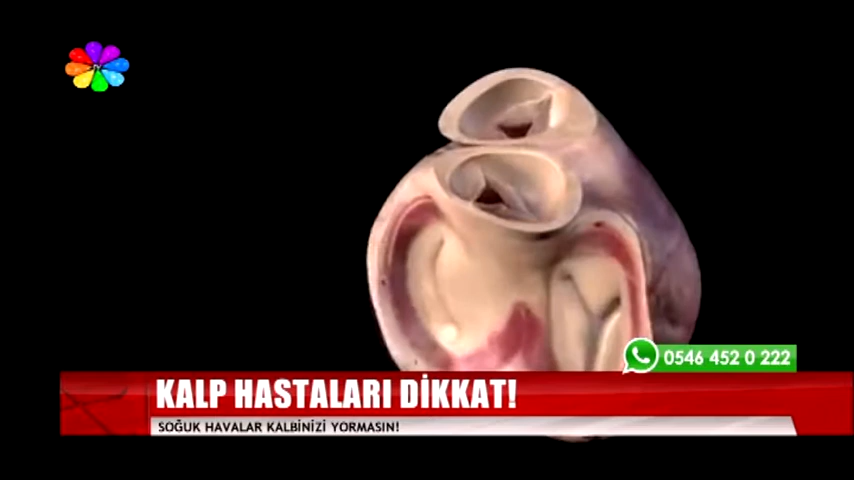 0546 452 0 222
KALP HASTALARI DİKKAT!
SOĞUK HAVALAR KALBİNİZİ YORMASIN!